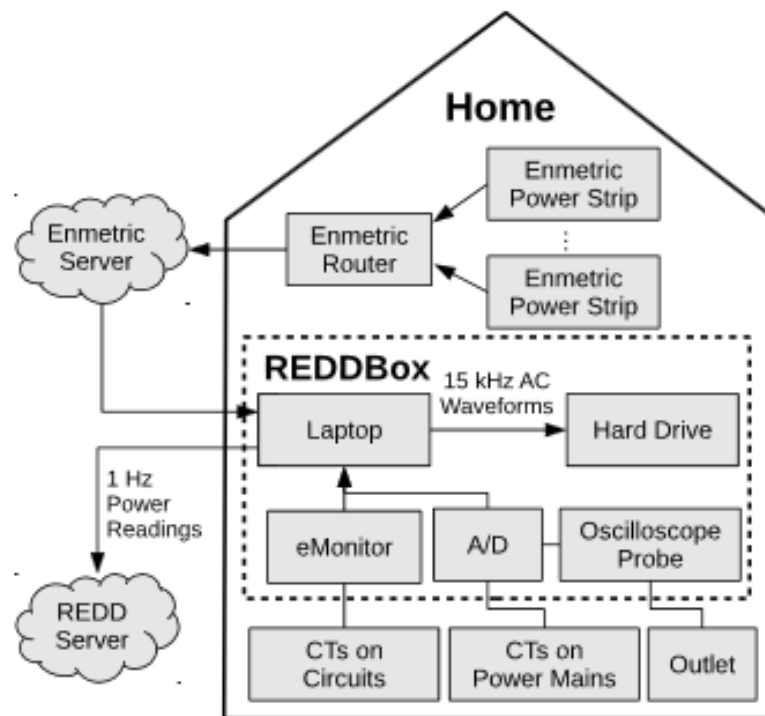 Home
Enmetric
Power Strip
Enmetric
Server
Enmetric
Router
Enmetric
Power Strip
REDDBox
15 kHz AC
Waveforms
Laptop
Hard Drive
1 Hz
Power
Readings
eMonitor
A/D
Oscilloscope
Probe
REDD
Server
CTs on
Circuits
CTs on
Power Mains
Outlet